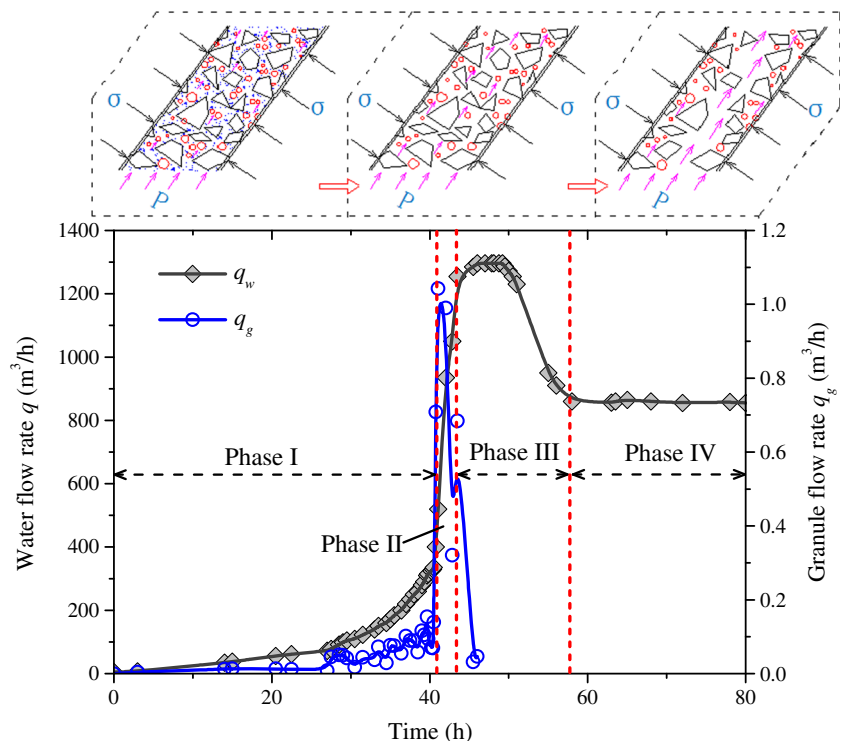 σ σ σ σ σ
P P P
1400 1.2
1200 1.0
1000 0.8
800 0.6
600 0.4
400 0.2
200 0.0
0
q_w
q_g
Phase I
Phase II
Phase III
Phase IV
Water flow rate q (m³/h)
Granule flow rate q_g (m³/h)
0 20 40 60 80
Time (h)